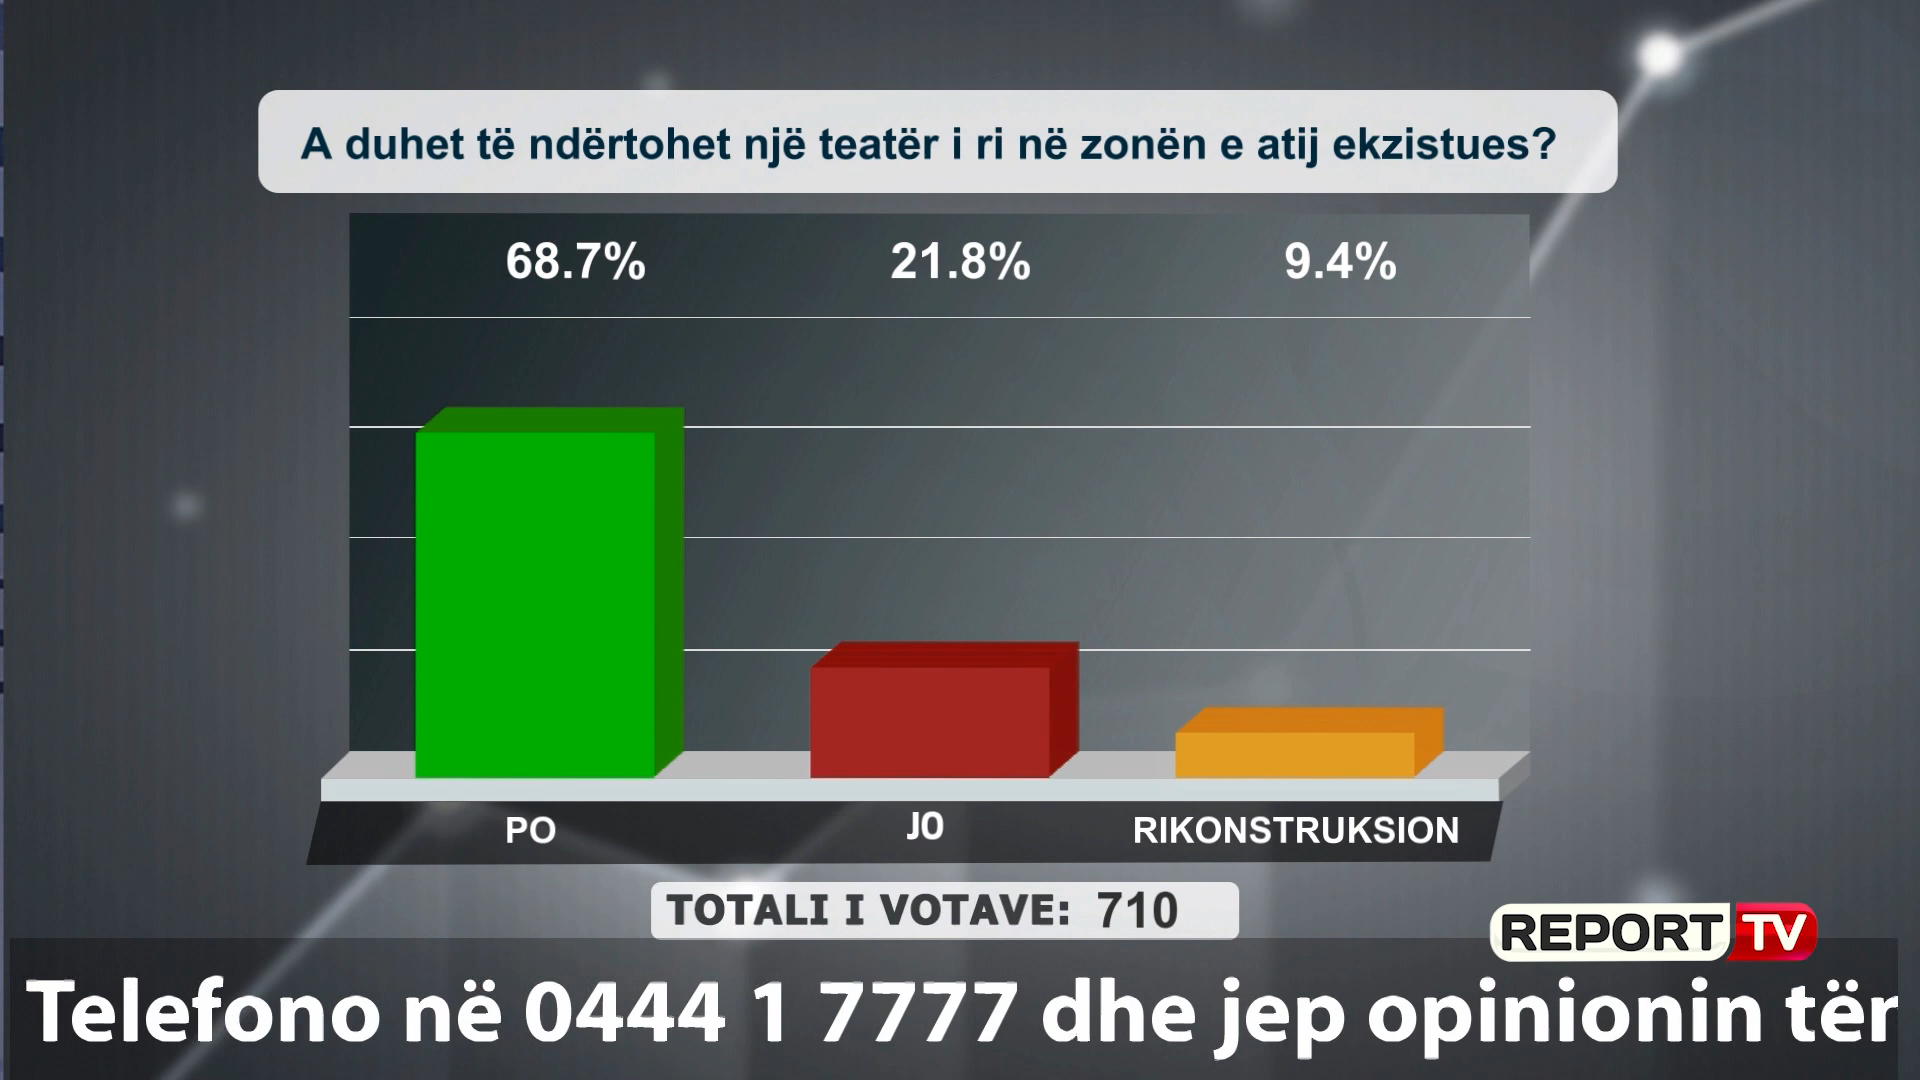 A duhet të ndërtohet një teatër i ri në zonën e atij ekzistues?
68.7% 21.8% 9.4%
PO JO RIKONSTRUKSION
TOTALI I VOTAVE: 710
REPORT TV
Telefono në 0444 1 7777 dhe jep opinionin tër